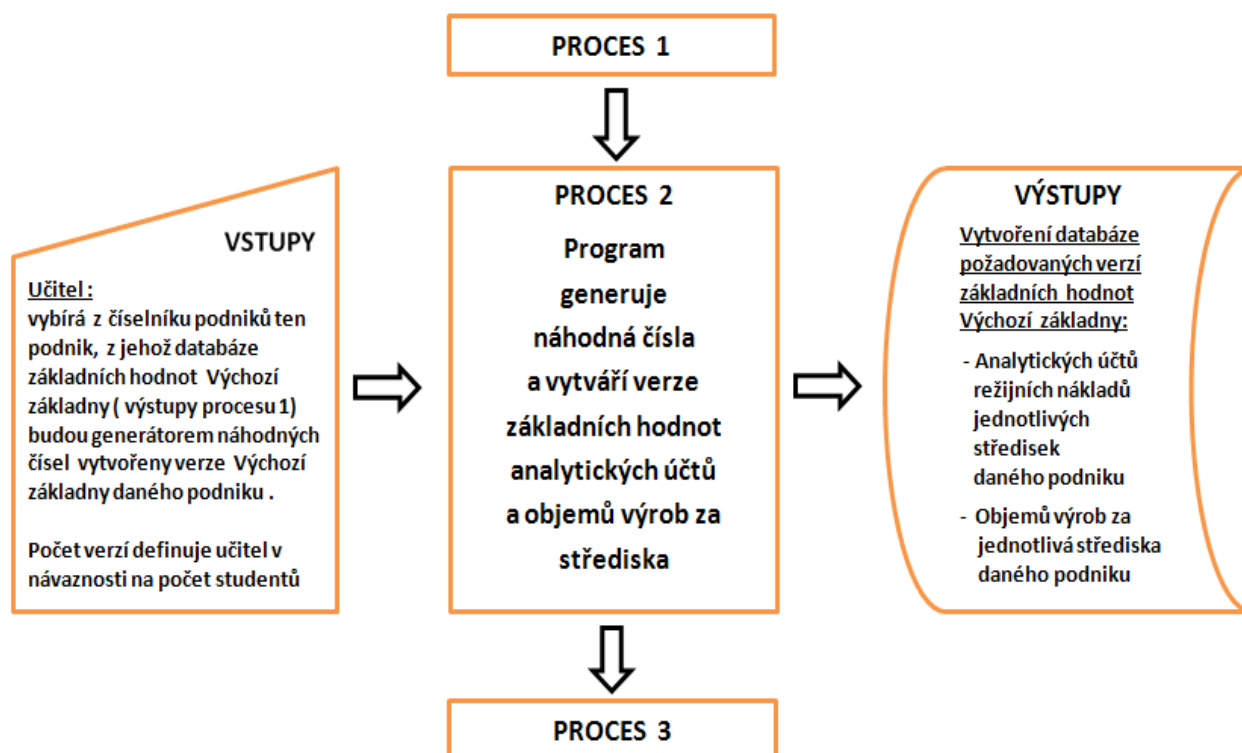 PROCES 1
VSTUPY
Učitel :
vybírá z číselníku podniků ten
podnik, z jehož databáze
základních hodnot Výchozí
základny ( výstupy procesu 1)
budou generátorem náhodných
čísel vytvořeny verze Výchozí
základny daného podniku .
Počet verzí definuje učitel v
návaznosti na počet studentů
PROCES 2
Program
generuje
náhodná čísla
a vytváří verze
základních hodnot
analytických účtů
a objemů výrob za
střediska
VÝSTUPY
Vytvoření databáze
požadovaných verzí
základních hodnot
Výchozí základny:
- Analytických účtů
režijních nákladů
jednotlivých
středisek
daného podniku
- Objemů výrob za
jednotlivá střediska
daného podniku
PROCES 3